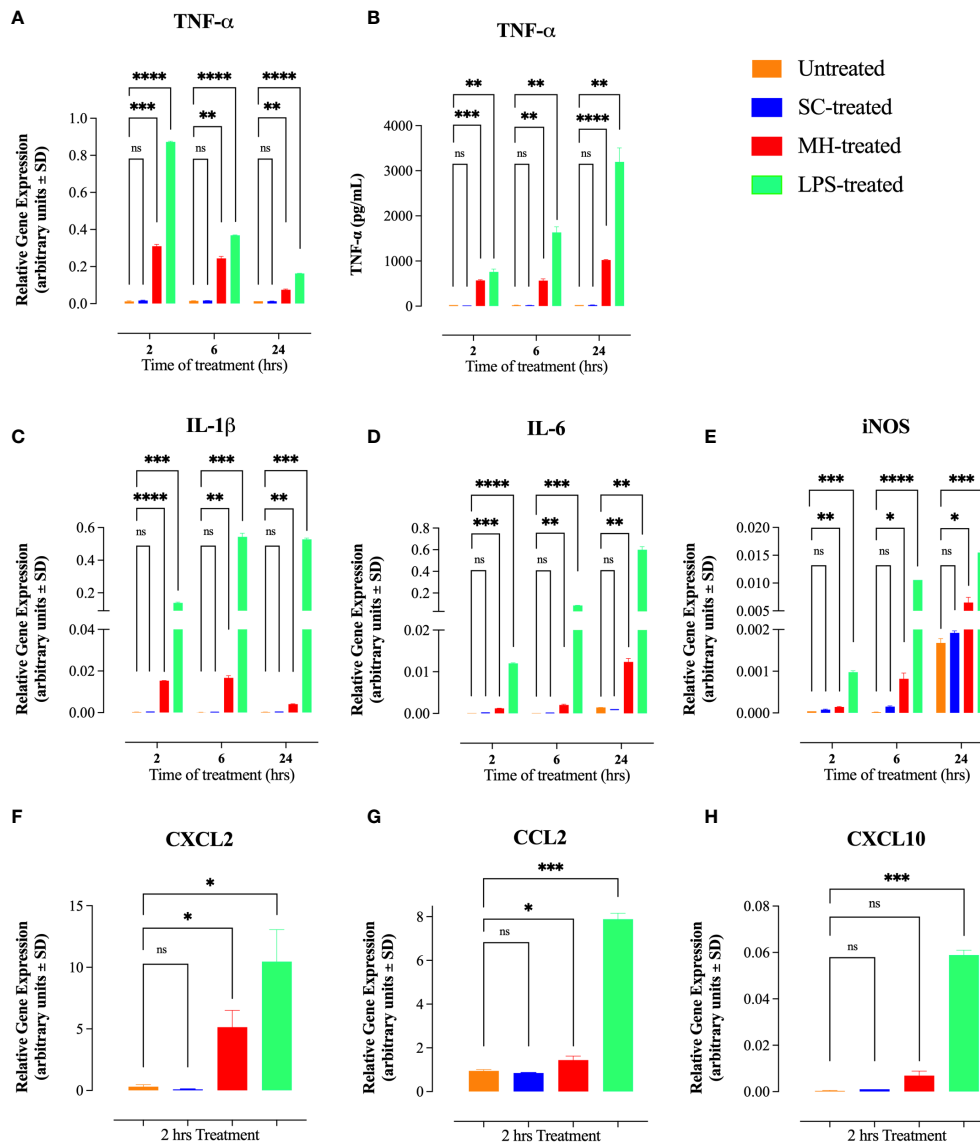 A
TNF-α
**** **** ****
*** ** **
ns ns ns
Relative Gene Expression
(arbitrary units ± SD)
1.0
0.8
0.6
0.4
0.2
0.0
2 6 24
Time of treatment (hrs)
B
TNF-α
** ** **
*** ** ****
ns ns ns
TNF-α (pg/mL)
4000
3000
2000
1000
0
2 6 24
Time of treatment (hrs)
Untreated
SC-treated
MH-treated
LPS-treated
C
IL-1β
*** *** ***
**** ** **
ns ns ns
Relative Gene Expression
(arbitrary units ± SD)
0.6
0.4
0.2
0.04
0.02
0.00
2 6 24
Time of treatment (hrs)
D
IL-6
**** *** **
*** ** **
ns ns ns
Relative Gene Expression
(arbitrary units ± SD)
0.8
0.6
0.4
0.2
0.02
0.01
0.00
2 6 24
Time of treatment (hrs)
E
iNOS
*** **** ***
** * *
ns ns ns
Relative Gene Expression
(arbitrary units ± SD)
0.020
0.015
0.010
0.005
0.002
0.001
0.000
2 6 24
Time of treatment (hrs)
F
CXCL2
*
*
ns
Relative Gene Expression
(arbitrary units ± SD)
15
10
5
0
2 hrs Treatment
G
CCL2
***
*
ns
Relative Gene Expression
(arbitrary units ± SD)
8
6
4
2
0
2 hrs Treatment
H
CXCL10
***
ns
ns
Relative Gene Expression
(arbitrary units ± SD)
0.08
0.06
0.04
0.02
0.00
2 hrs Treatment